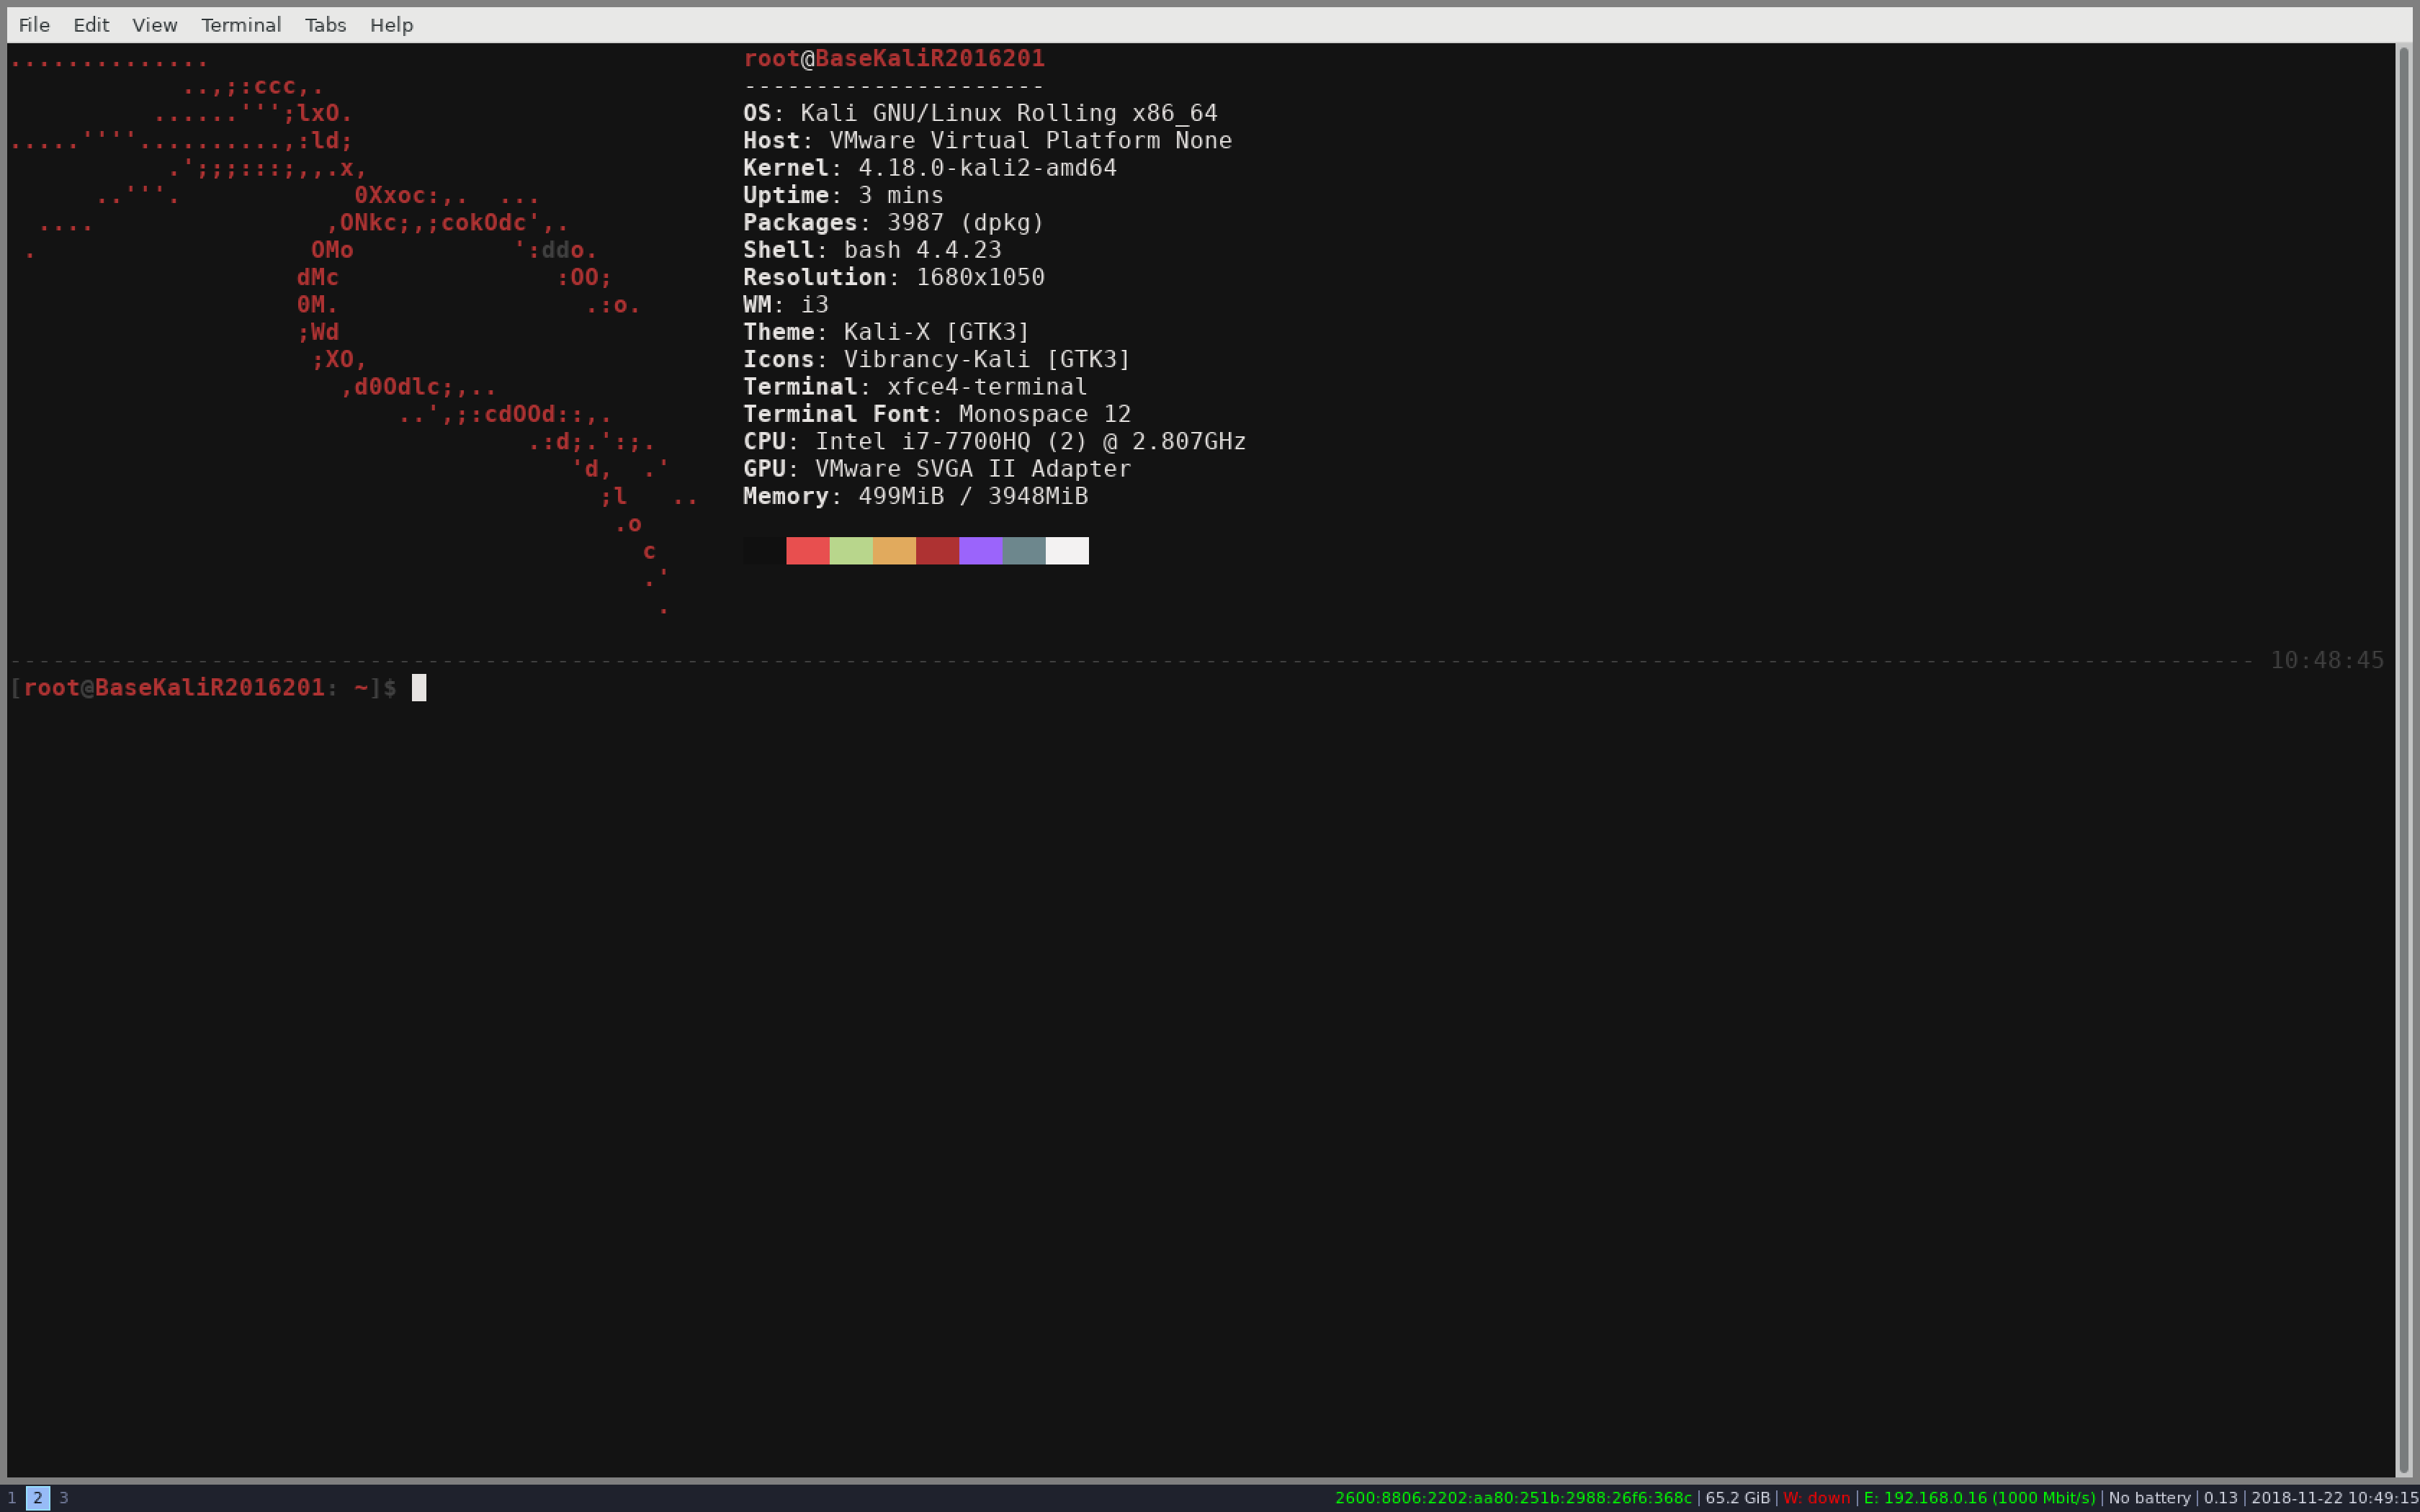 File Edit View Terminal Tabs Help
..............
            ..,;:ccc,.
          ......''';lxO.
.....''''..........,:ld;
           .';;;:::;,,.x,
      ..'''.            0Xxoc:,.  ...
  ....                ,ONkc;,;cokOdc',.
 .                   OMo           ':ddo.
                    dMc               :OO;
                    0M.                 .:o.
                    ;Wd
                     ;XO,
                       ,d0Odlc;,..
                           ..',;:cdOOd::,.
                                    .:d;.':;.
                                       'd,  .'
                                         ;l   ..
                                          .o
                                            c
                                            .'
                                             .
root@BaseKaliR2016201
---------------------
OS: Kali GNU/Linux Rolling x86_64
Host: VMware Virtual Platform None
Kernel: 4.18.0-kali2-amd64
Uptime: 3 mins
Packages: 3987 (dpkg)
Shell: bash 4.4.23
Resolution: 1680x1050
WM: i3
Theme: Kali-X [GTK3]
Icons: Vibrancy-Kali [GTK3]
Terminal: xfce4-terminal
Terminal Font: Monospace 12
CPU: Intel i7-7700HQ (2) @ 2.807GHz
GPU: VMware SVGA II Adapter
Memory: 499MiB / 3948MiB
10:48:45
[root@BaseKaliR2016201: ~]$
1 2 3 2600:8806:2202:aa80:251b:2988:26f6:368c | 65.2 GiB | W: down | E: 192.168.0.16 (1000 Mbit/s) | No battery | 0.13 | 2018-11-22 10:49:15